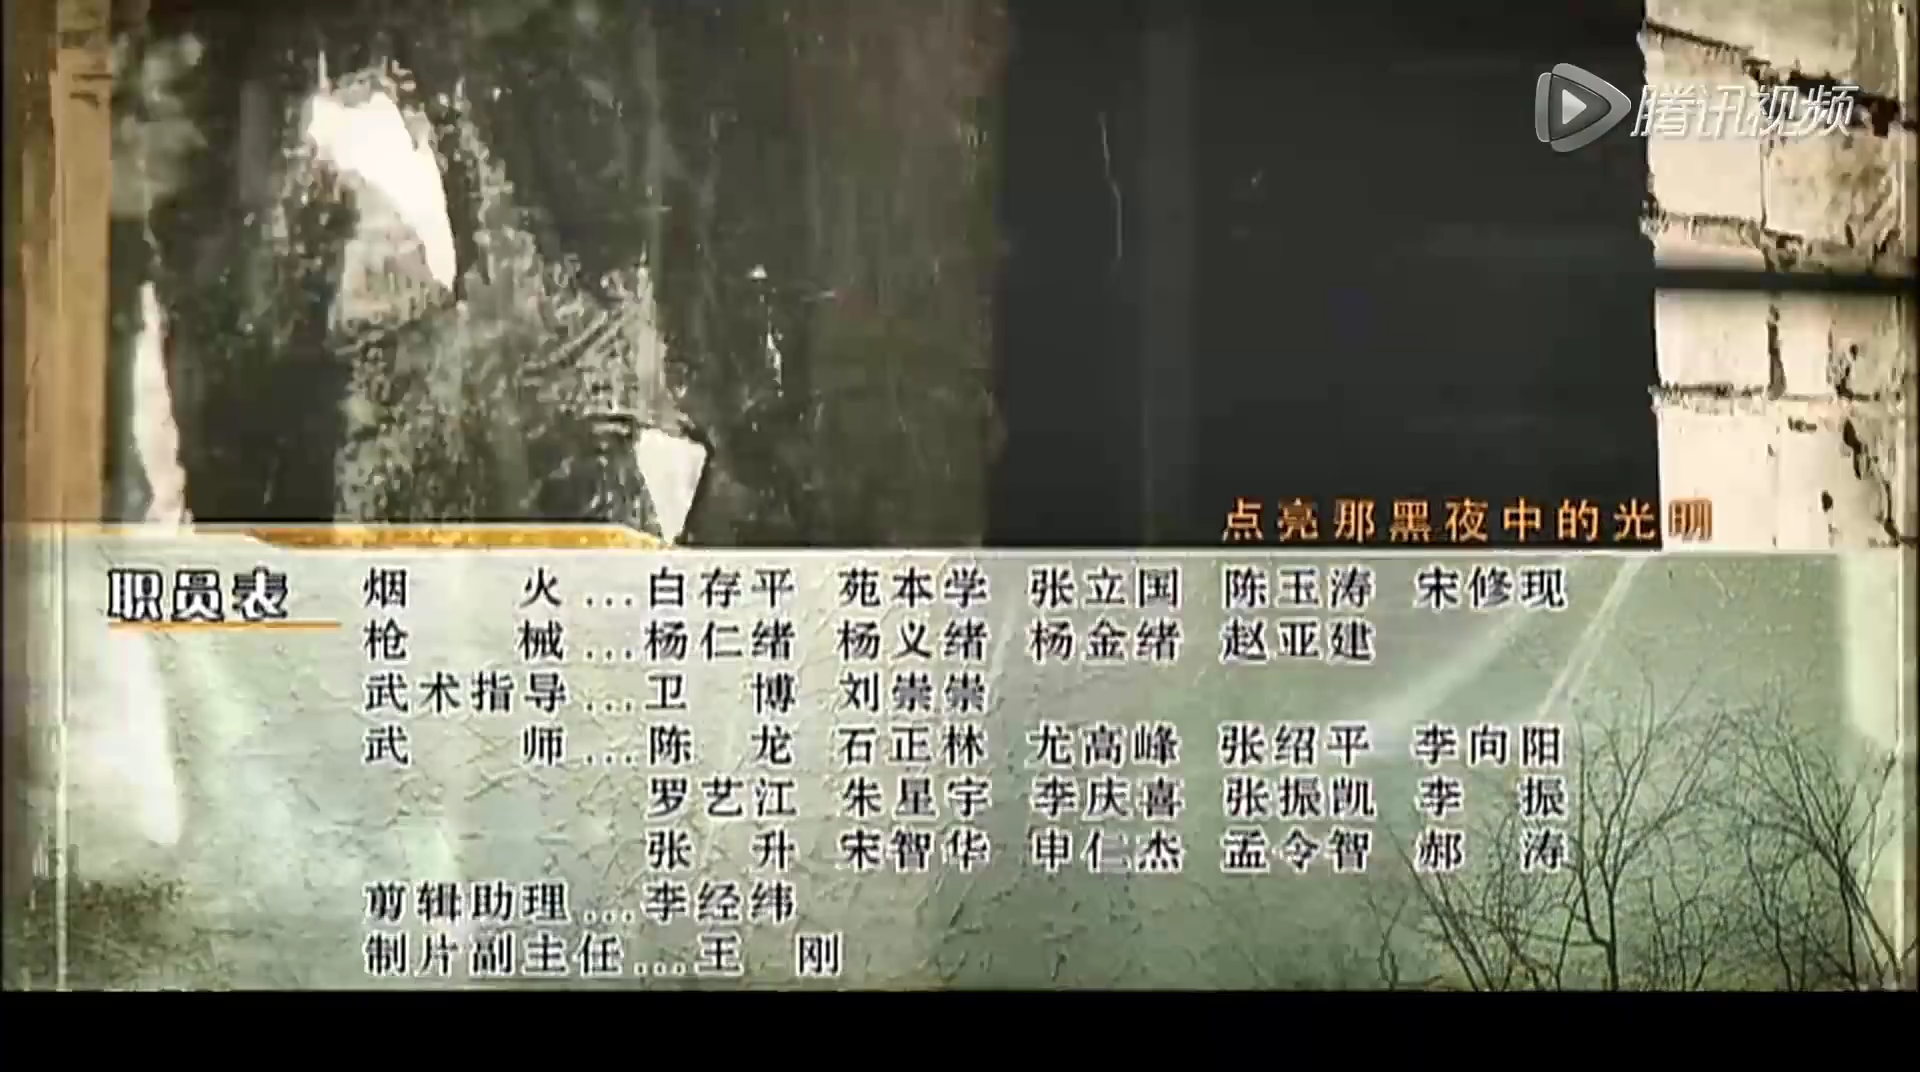 腾讯视频
点亮那黑夜中的光明
职员表
烟 火...白存平 苑本学 张立国 陈玉涛 宋修现
枪 械...杨仁绪 杨义绪 杨金绪 赵亚建
武术指导...卫 博 刘崇崇
武 师...陈 龙 石正林 尤高峰 张绍平 李向阳
罗艺江 朱星宇 李庆喜 张振凯 李 振
张 升 宋智华 申仁杰 孟令智 郝 涛
剪辑助理...李经纬
制片副主任...王 刚